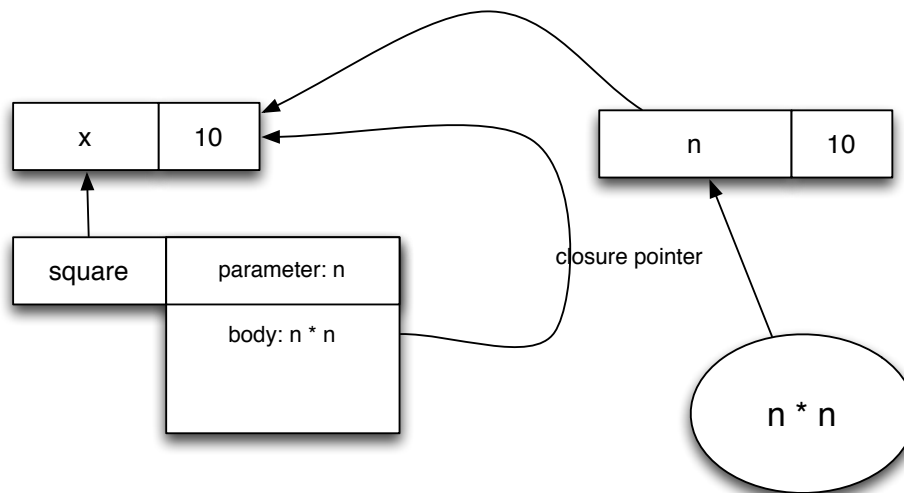 x 10
n 10
square
parameter: n
closure pointer
body: n * n
n * n